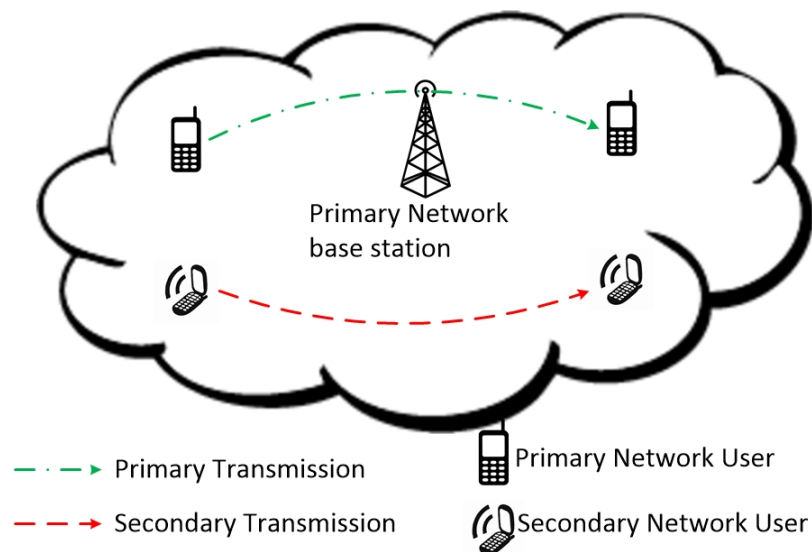 Primary Network
base station
Primary Transmission
Primary Network User
Secondary Transmission
Secondary Network User